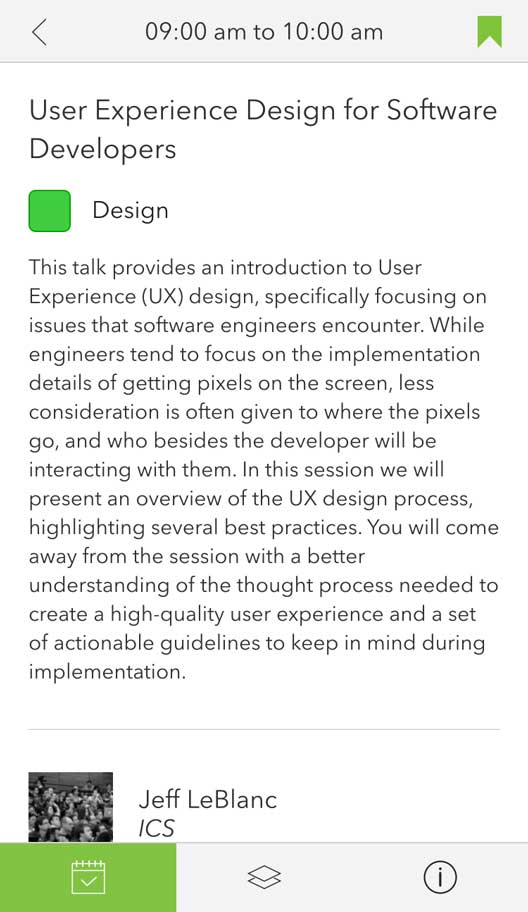 09:00 am to 10:00 am
User Experience Design for Software
Developers
Design
This talk provides an introduction to User
Experience (UX) design, specifically focusing on
issues that software engineers encounter. While
engineers tend to focus on the implementation
details of getting pixels on the screen, less
consideration is often given to where the pixels
go, and who besides the developer will be
interacting with them. In this session we will
present an overview of the UX design process,
highlighting several best practices. You will come
away from the session with a better
understanding of the thought process needed to
create a high-quality user experience and a set
of actionable guidelines to keep in mind during
implementation.
Jeff LeBlanc
ICS